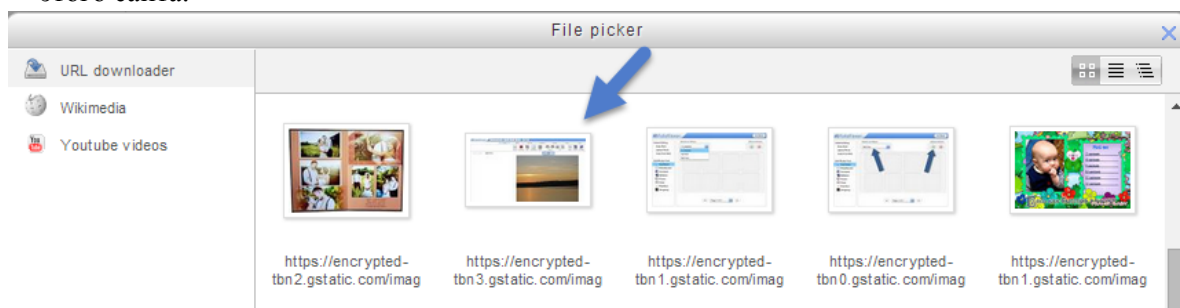 File picker
URL downloader
Wikimedia
Youtube videos
https://encrypted-
tbn2.gstatic.com/imag
https://encrypted-
tbn3.gstatic.com/imag
https://encrypted-
tbn1.gstatic.com/imag
https://encrypted-
tbn0.gstatic.com/imag
https://encrypted-
tbn1.gstatic.com/imag